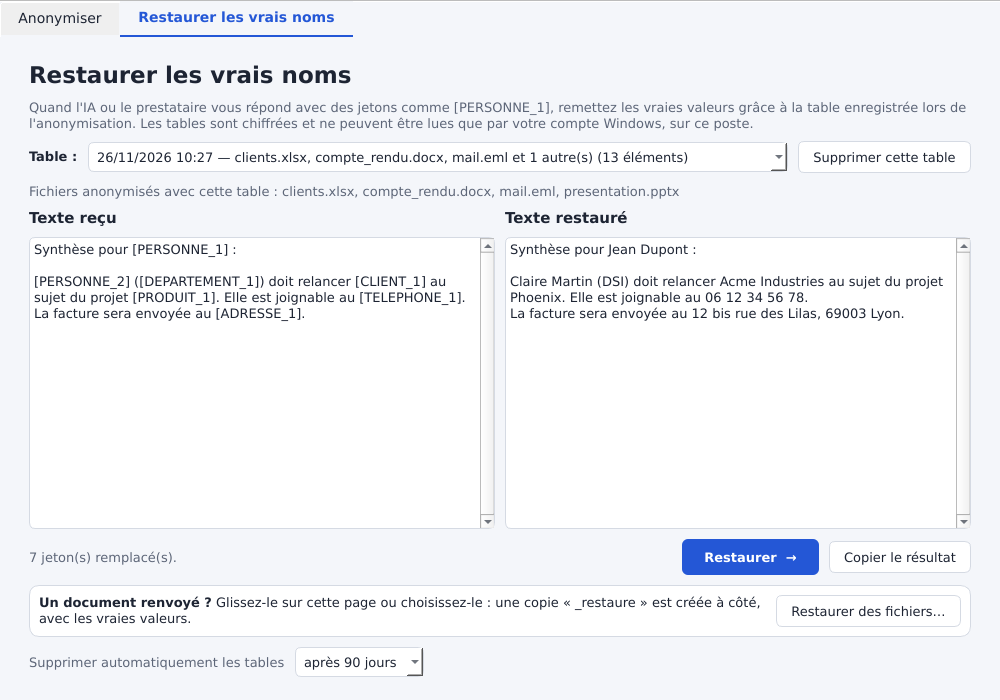 Anonymiser
Restaurer les vrais noms
Restaurer les vrais noms
Quand l'IA ou le prestataire vous répond avec des jetons comme [PERSONNE_1], remettez les vraies valeurs grâce à la table enregistrée lors de
l'anonymisation. Les tables sont chiffrées et ne peuvent être lues que par votre compte Windows, sur ce poste.
Table :
26/11/2026 10:27 — clients.xlsx, compte_rendu.docx, mail.eml et 1 autre(s) (13 éléments)
Supprimer cette table
Fichiers anonymisés avec cette table : clients.xlsx, compte_rendu.docx, mail.eml, presentation.pptx
Texte reçu
Synthèse pour [PERSONNE_1] :
[PERSONNE_2] ([DEPARTEMENT_1]) doit relancer [CLIENT_1] au
sujet du projet [PRODUIT_1]. Elle est joignable au [TELEPHONE_1].
La facture sera envoyée au [ADRESSE_1].
Texte restauré
Synthèse pour Jean Dupont :
Claire Martin (DSI) doit relancer Acme Industries au sujet du projet
Phoenix. Elle est joignable au 06 12 34 56 78.
La facture sera envoyée au 12 bis rue des Lilas, 69003 Lyon.
7 jeton(s) remplacé(s).
Restaurer →
Copier le résultat
Un document renvoyé ? Glissez-le sur cette page ou choisissez-le : une copie « _restaure » est créée à côté,
avec les vraies valeurs.
Restaurer des fichiers...
Supprimer automatiquement les tables
après 90 jours